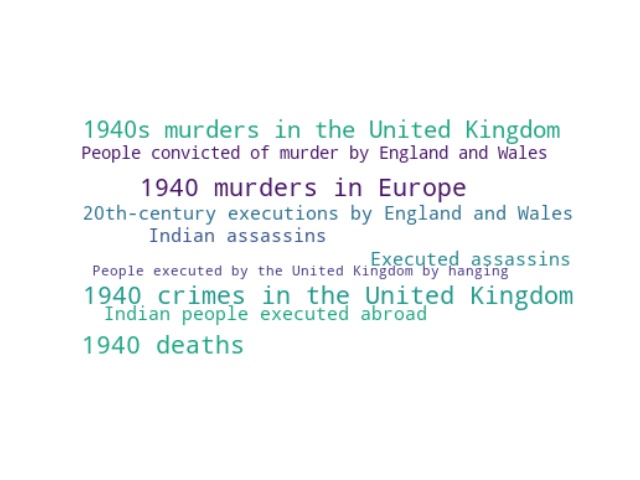 1940s murders in the United Kingdom
People convicted of murder by England and Wales
1940 murders in Europe
20th-century executions by England and Wales
Indian assassins
Executed assassins
People executed by the United Kingdom by hanging
1940 crimes in the United Kingdom
Indian people executed abroad
1940 deaths